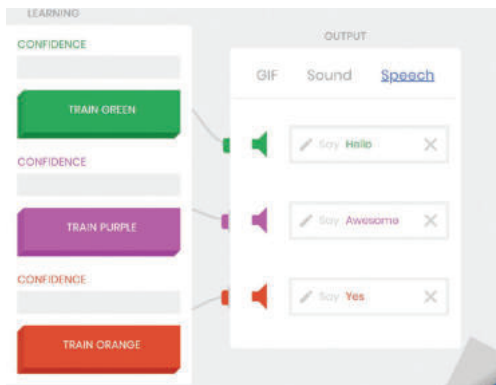 LEARNING
CONFIDENCE
TRAIN GREEN
CONFIDENCE
TRAIN PURPLE
CONFIDENCE
TRAIN ORANGE
OUTPUT
GIF Sound Speech
Say Hello
Say Awesome
Say Yes